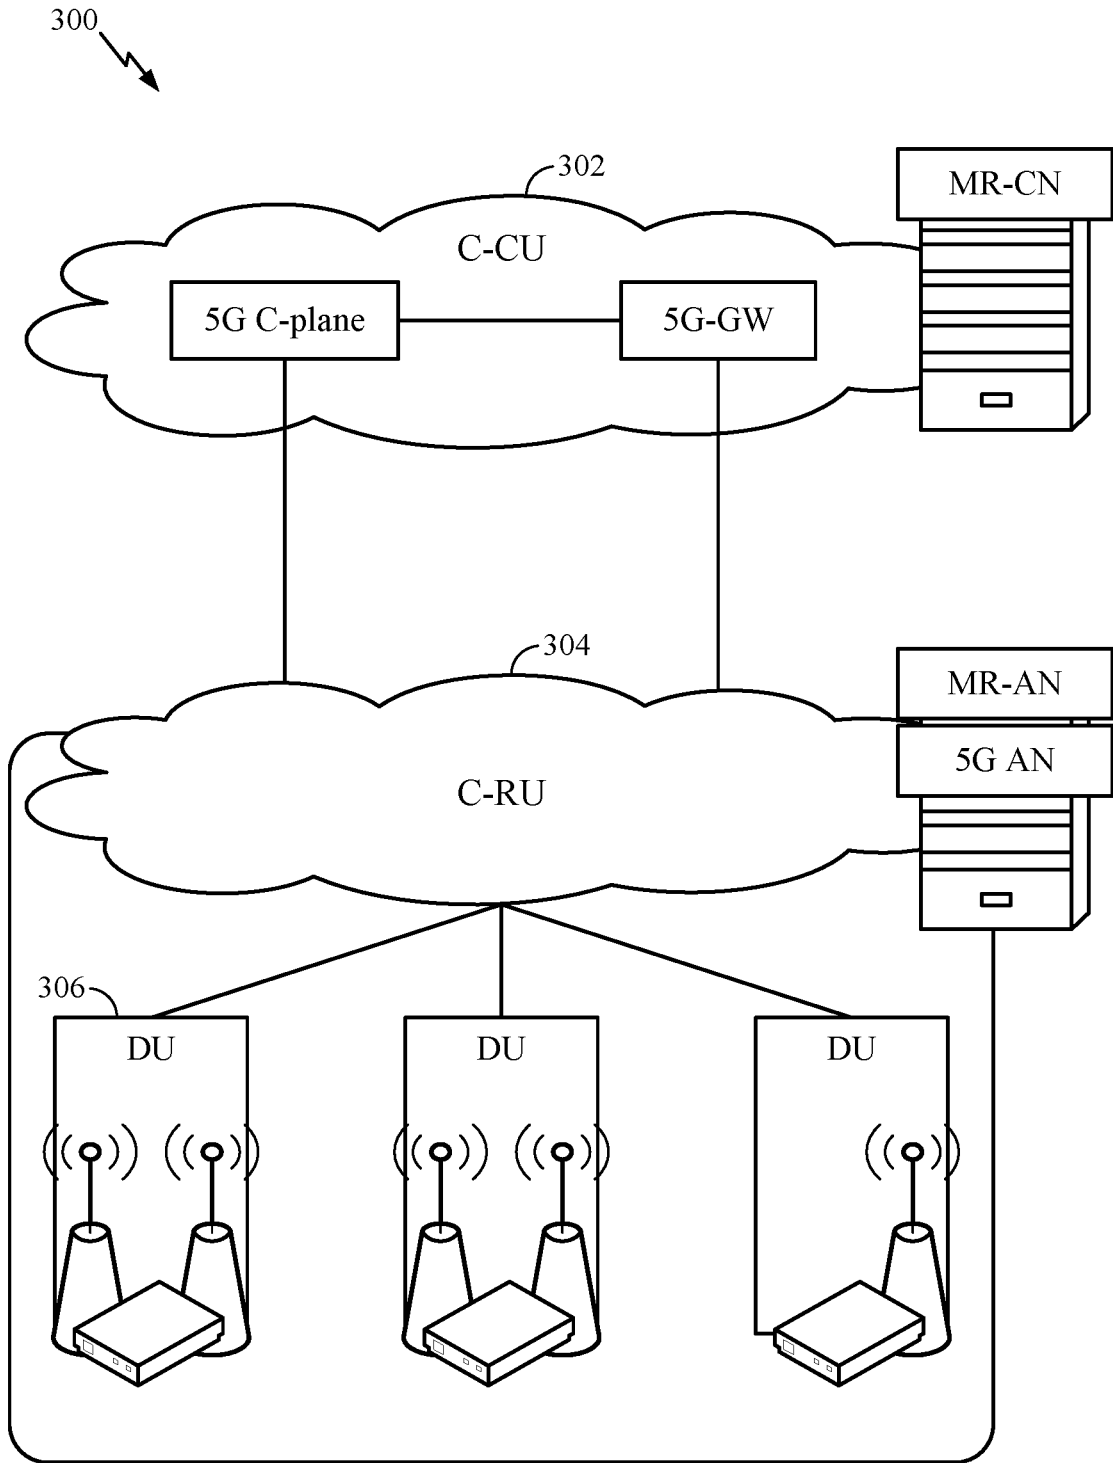 300
302
MR-CN
C-CU
5G C-plane
5G-GW
304
MR-AN
5G AN
C-RU
306
DU
DU
DU